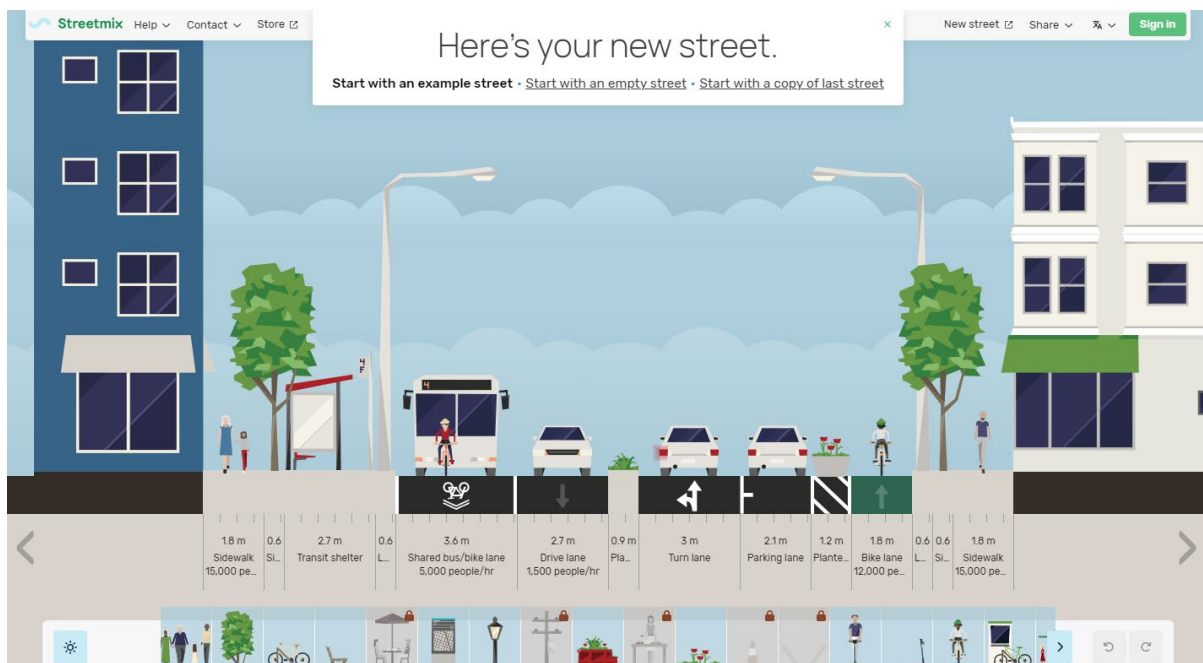 Streetmix Help Contact Store
New street Share Sign in
Here's your new street.
Start with an example street • Start with an empty street • Start with a copy of last street
4
F
4
1.8 m
Sidewalk
15,000 pe...
0.6
Si...
2.7 m
Transit shelter
0.6
L...
3.6 m
Shared bus/bike lane
5,000 people/hr
2.7 m
Drive lane
1,500 people/hr
0.9 m
Pla...
3 m
Turn lane
2.1 m
Parking lane
1.2 m
Plante...
1.8 m
Bike lane
12,000 pe...
0.6
L...
0.6
Si...
1.8 m
Sidewalk
15,000 pe...